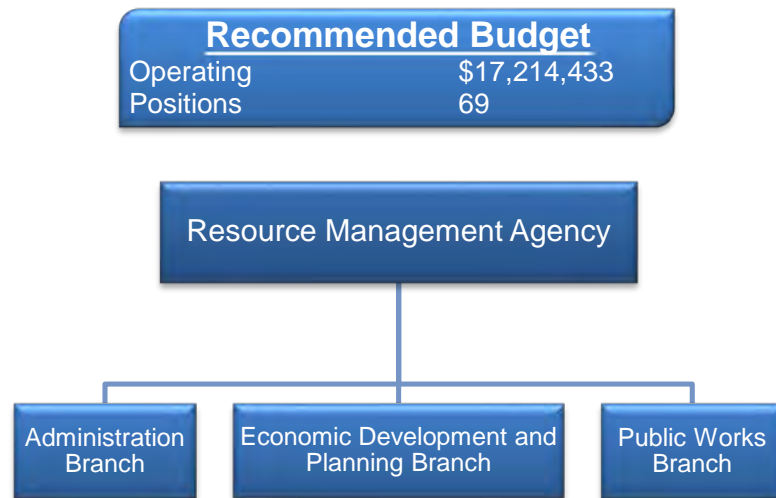 Recommended Budget
Operating $17,214,433
Positions 69
Resource Management Agency
Administration
Branch
Economic Development and
Planning Branch
Public Works
Branch